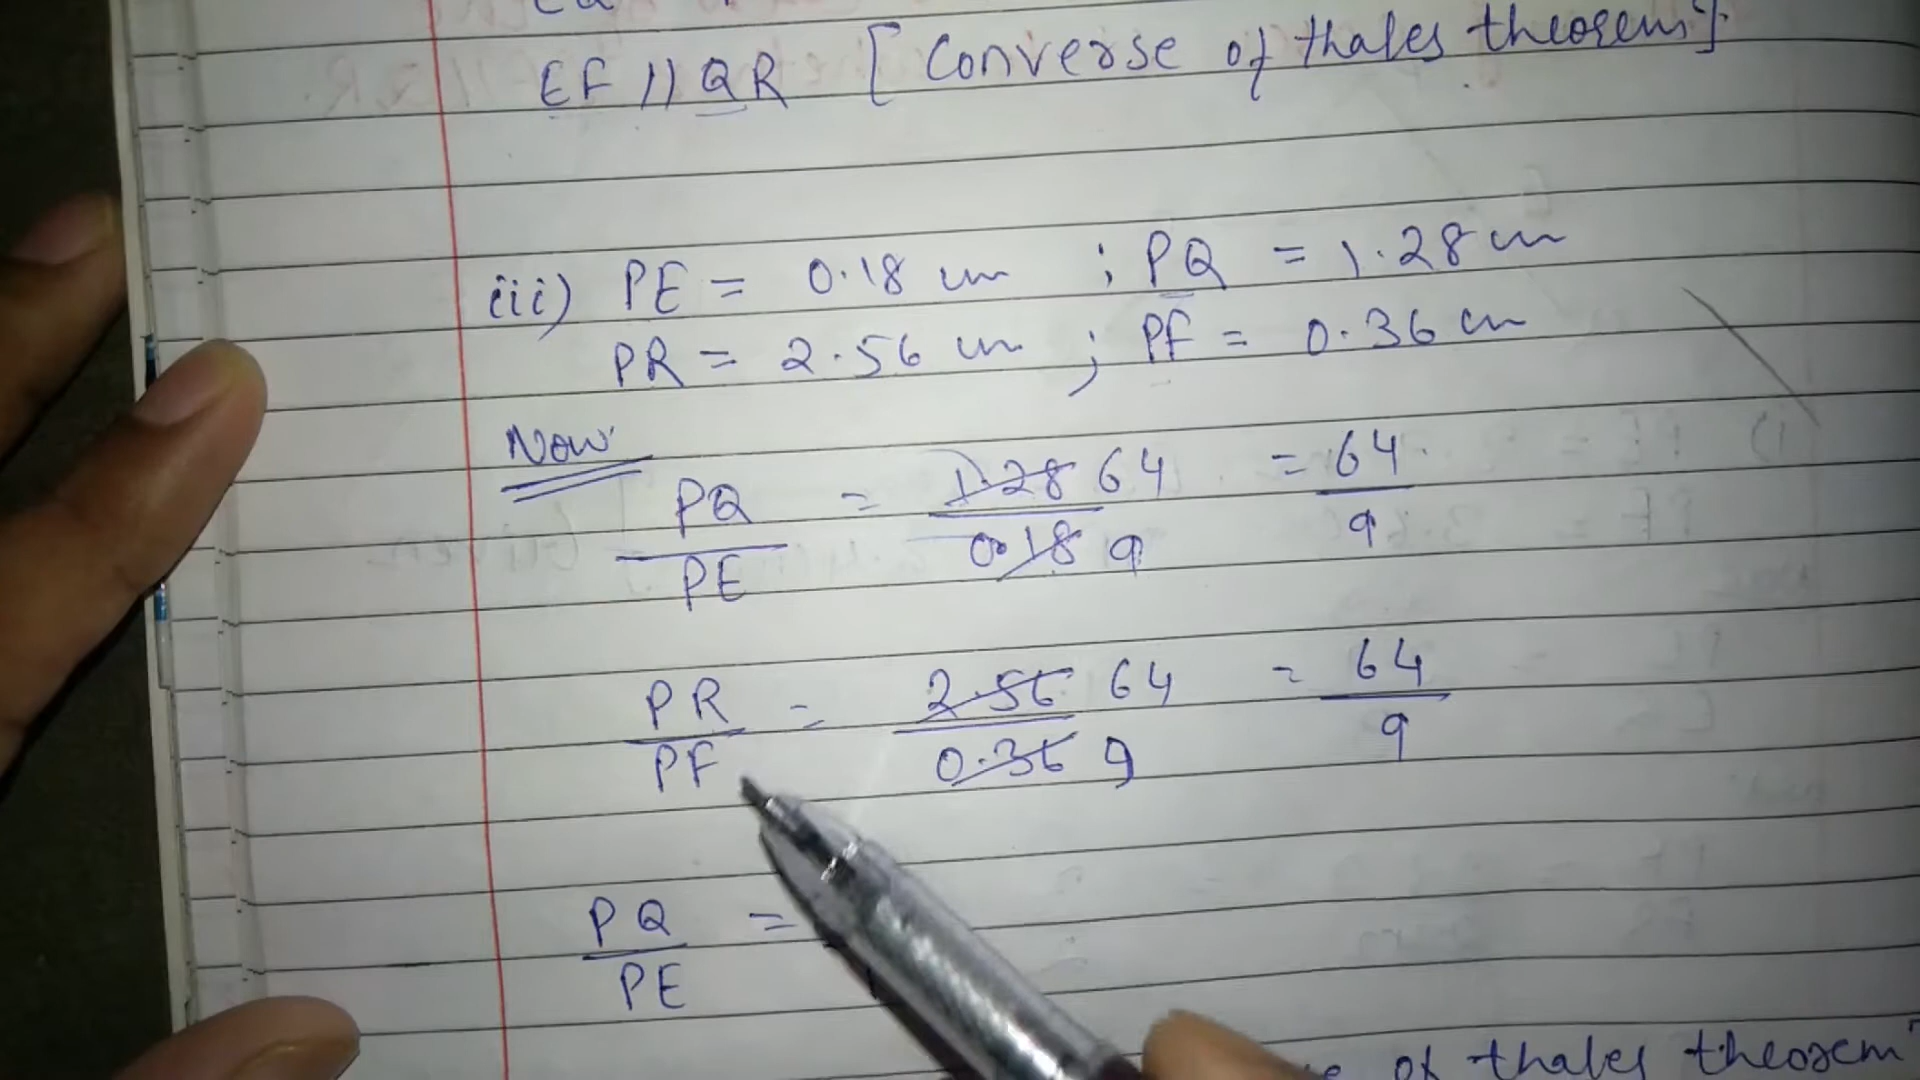 EF // QR [Converse of thales theorem]
iii) PE = 0.18 cm ; PQ = 1.28 cm
PR = 2.56 cm ; PF = 0.36 cm
Now
PQ/PE = 1.28 64/0.18 9 = 64/9
PR/PF = 2.56 64/0.36 9 = 64/9
PQ/PE =
of thales theorem